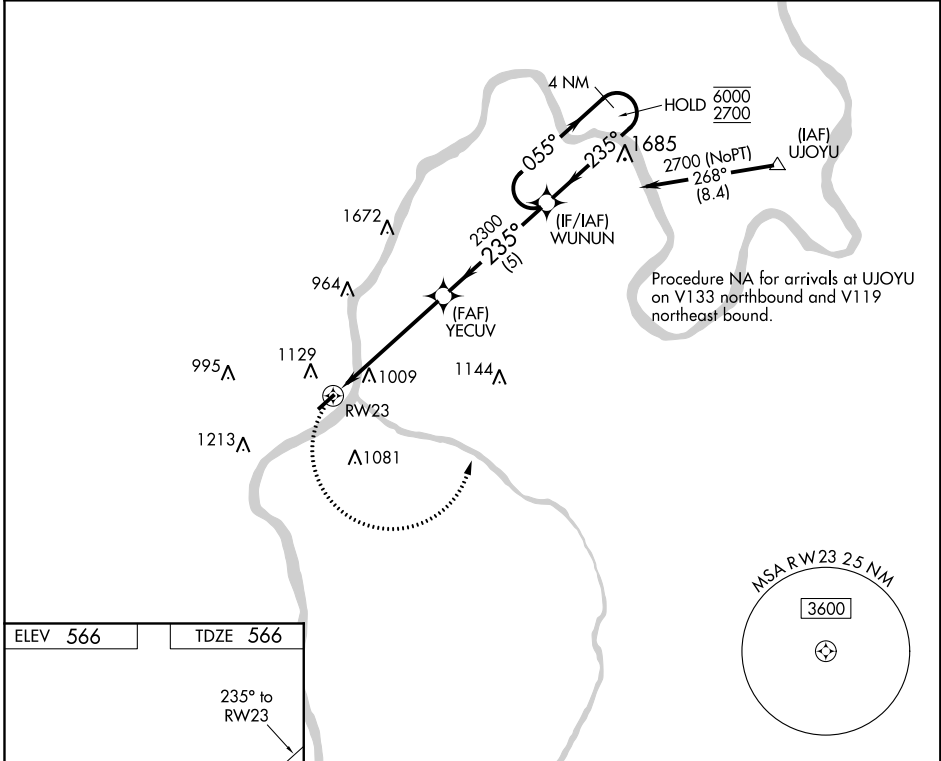 4 NM
HOLD 6000
2700
055°
235°
1685
(IAF)
UJOYU
2700 (NoPT)
268°
(8.4)
1672
2300
235°
(5)
(IF/IAF)
WUNUN
964
Procedure NA for arrivals at UJOYU
on V133 northbound and V119
northeast bound.
(FAF)
YECUV
995
1129
1009
1144
RW23
1213
1081
MSA RW23 25 NM
3600
ELEV 566
TDZE 566
235° to
RW23